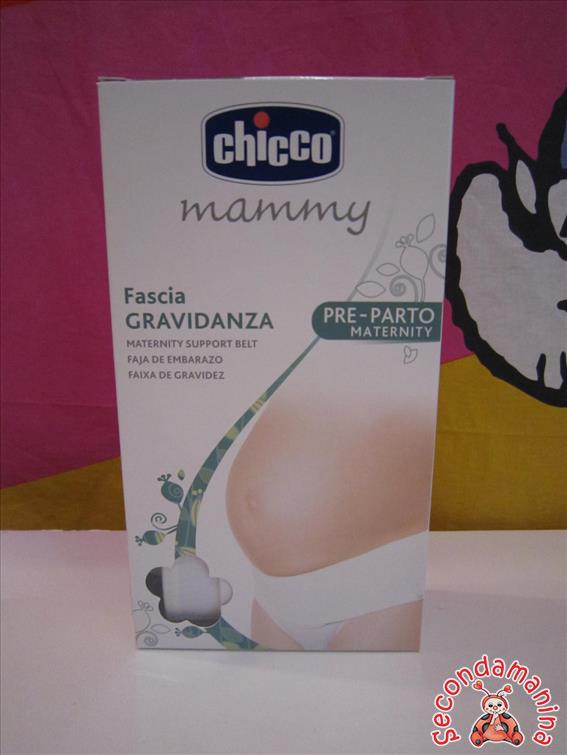 chicco
mammy
Fascia
GRAVIDANZA
MATERNITY SUPPORT BELT
FAJA DE EMBARAZO
FAIXA DE GRAVIDEZ
PRE-PARTO
MATERNITY
Secondamanina